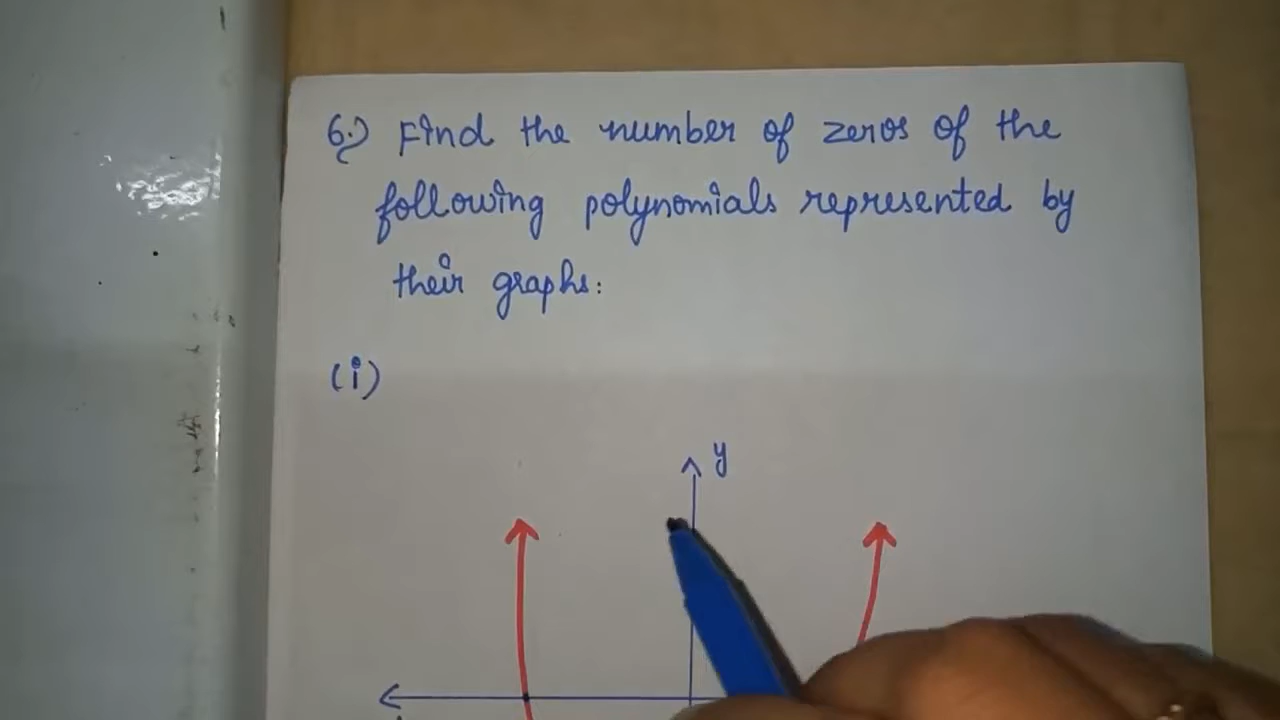 6.) Find the number of zeros of the
following polynomials represented by
their graphs:
(i)
y